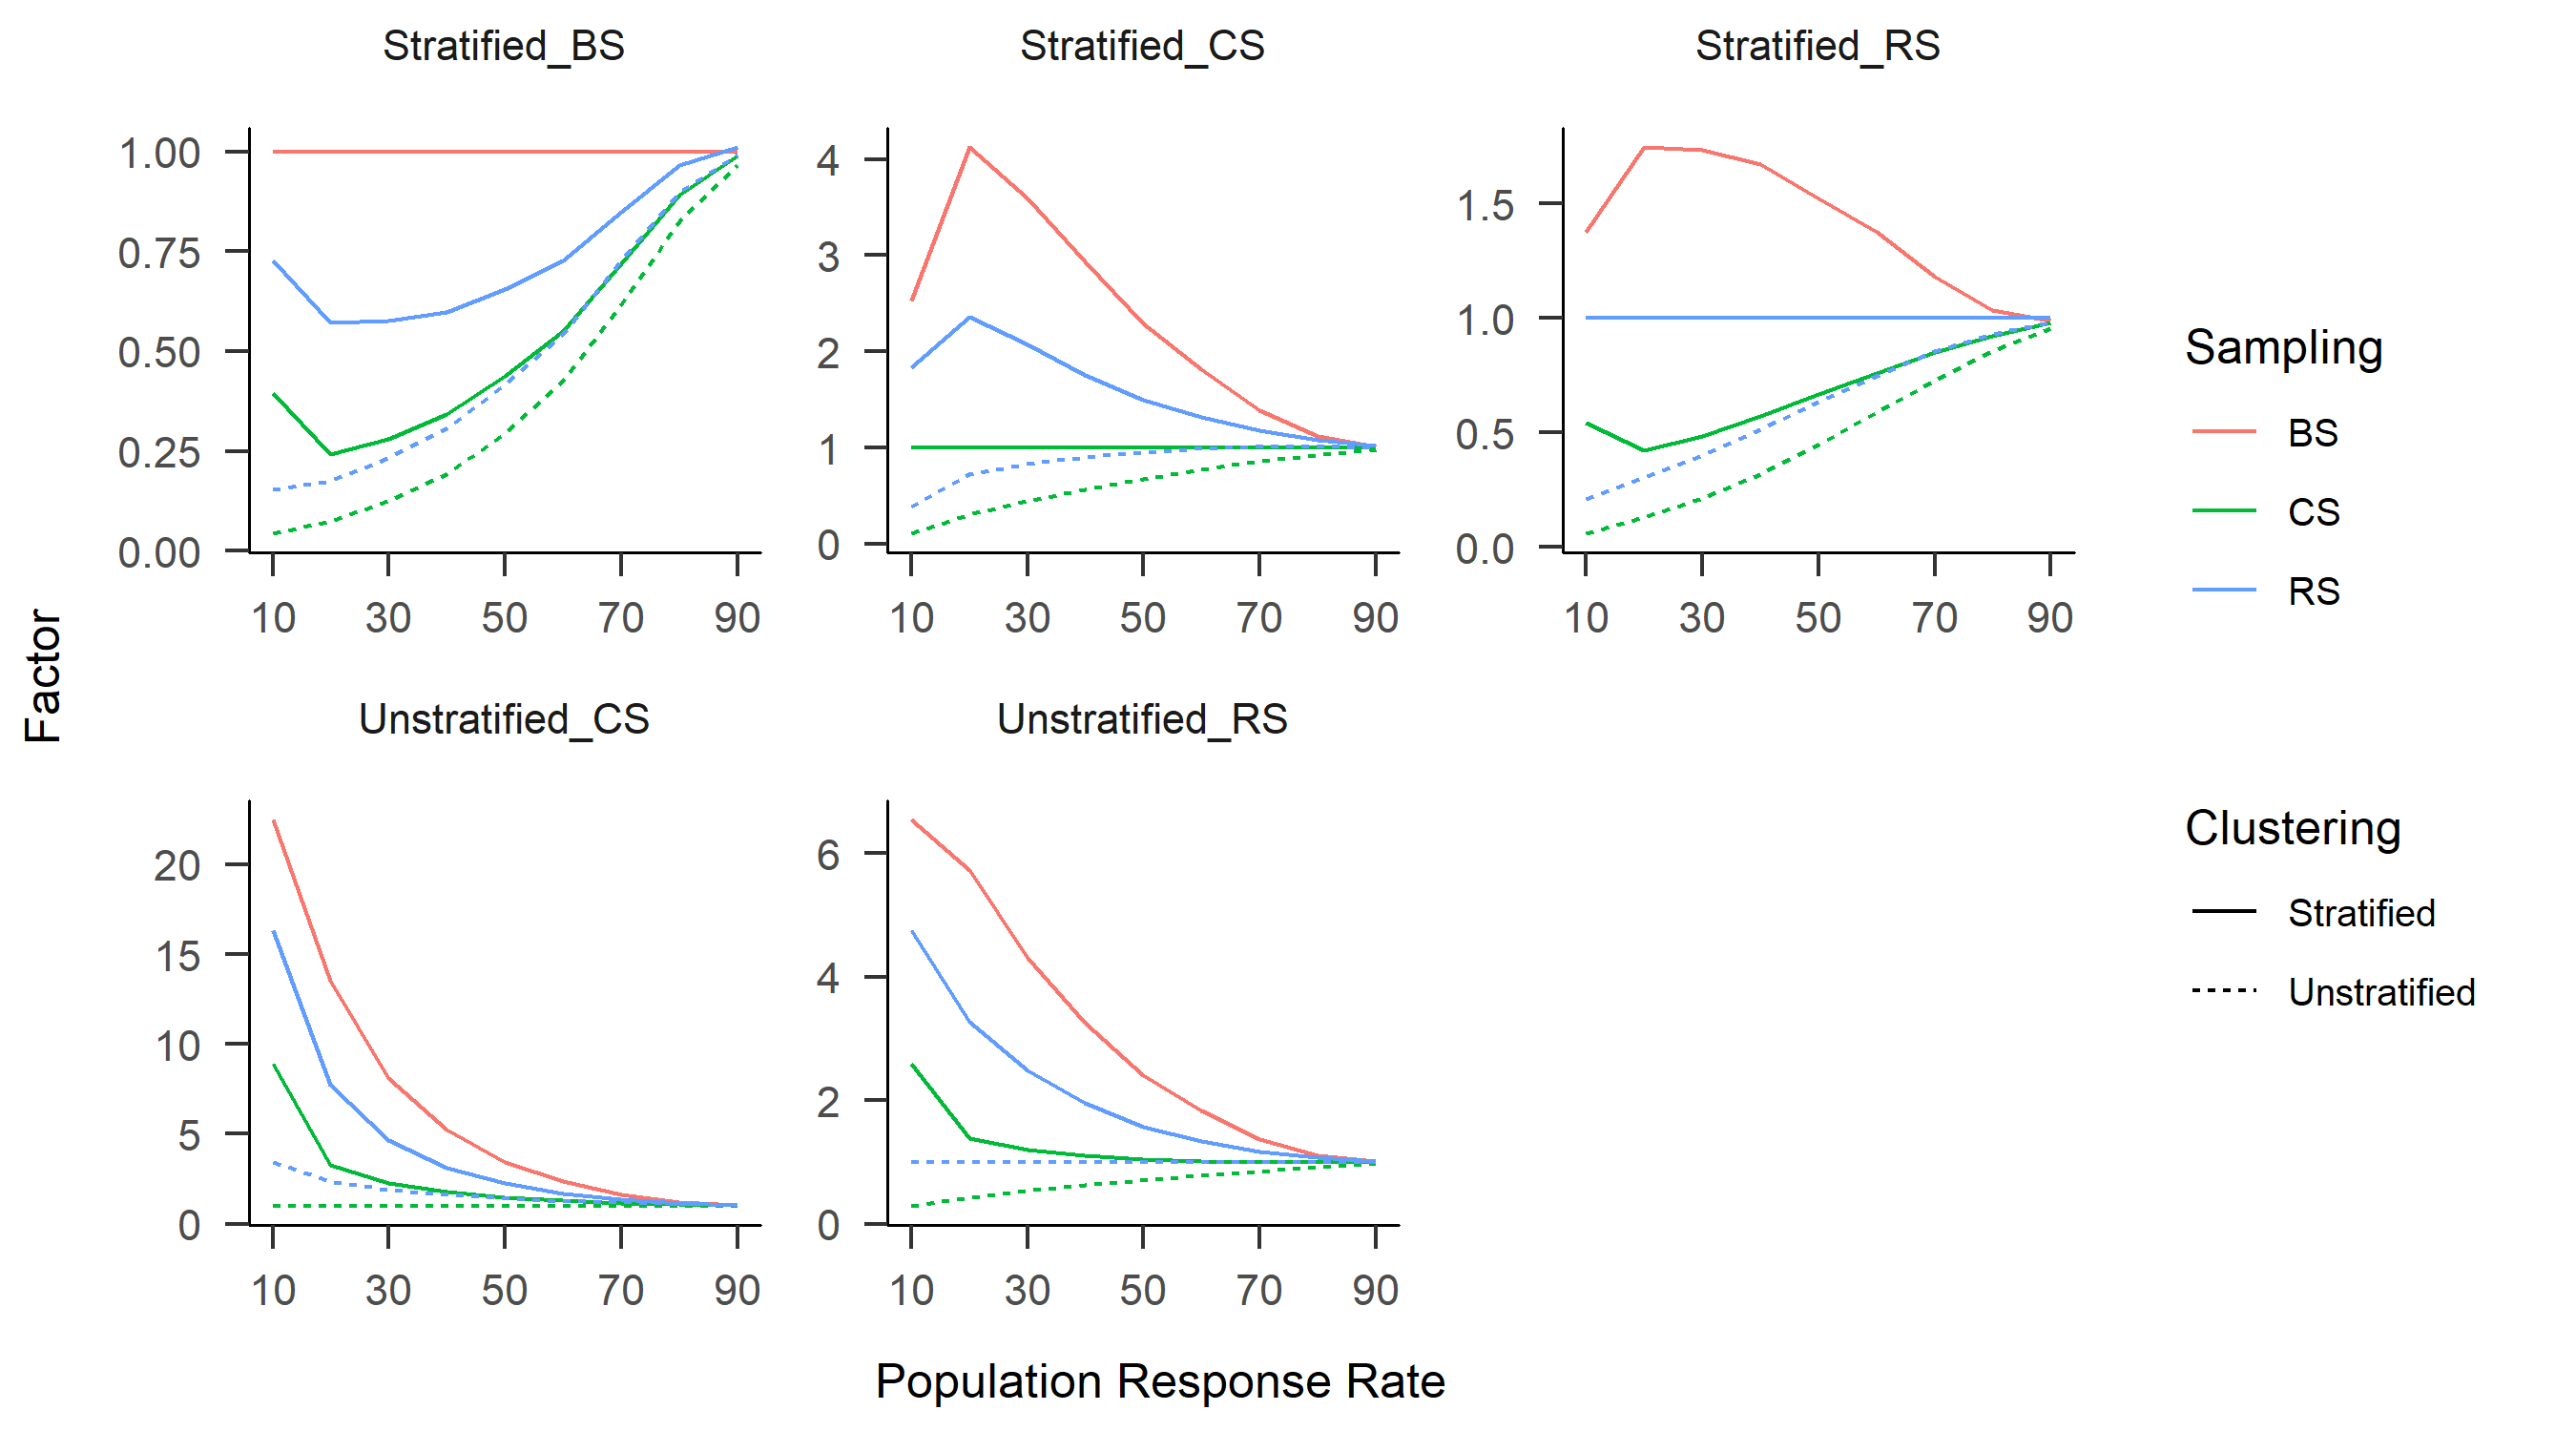 Stratified_BS
Stratified_CS
Stratified_RS
1.00
0.75
0.50
0.25
0.00
10 30 50 70 90
4
3
2
1
0
10 30 50 70 90
1.5
1.0
0.5
0.0
10 30 50 70 90
Factor
Unstratified_CS
Unstratified_RS
20
15
10
5
0
10 30 50 70 90
6
4
2
0
10 30 50 70 90
Population Response Rate
Sampling
BS
CS
RS
Clustering
Stratified
Unstratified